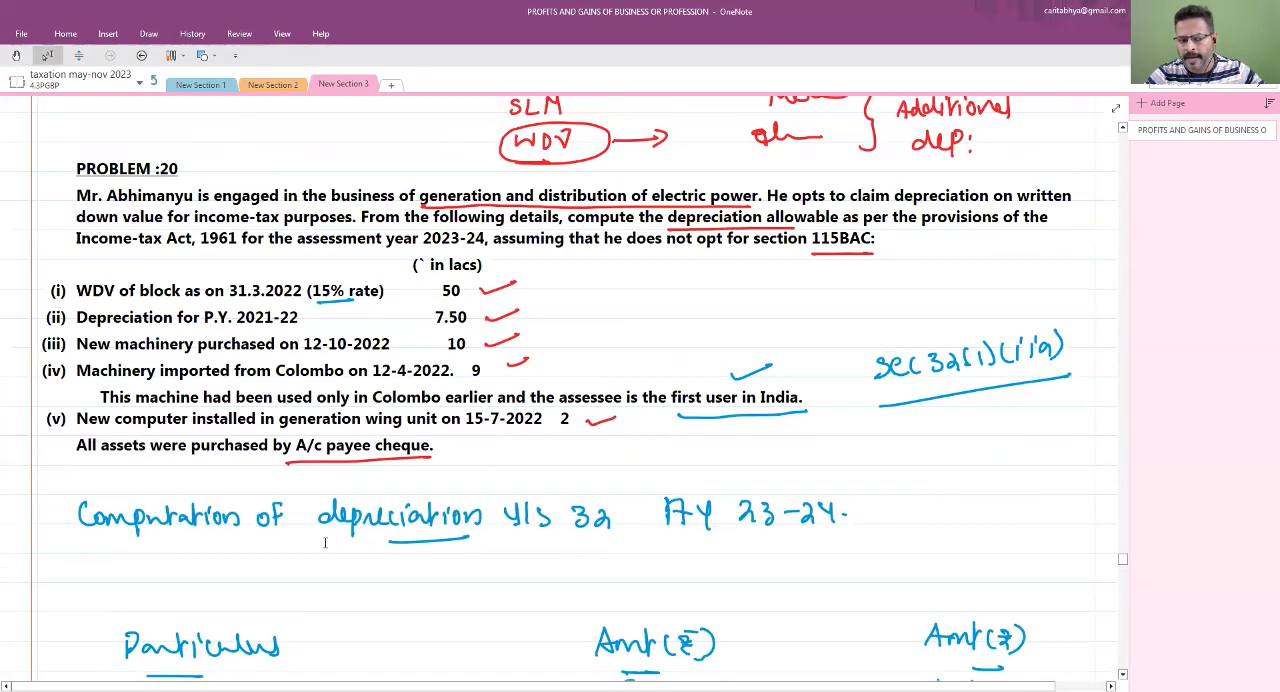 PROFITS AND GAINS OF BUSINESS OR PROFESSION - OneNote
caritabhya@gmail.com
File Home Insert Draw History Review View Help
taxation may-nov 2023
4.3PGBP
New Section 1 New Section 2 New Section 3
Add Page
PROFITS AND GAINS OF BUSINESS O
SLM
WDV
Additional
dep:
PROBLEM :20
Mr. Abhimanyu is engaged in the business of generation and distribution of electric power. He opts to claim depreciation on written
down value for income-tax purposes. From the following details, compute the depreciation allowable as per the provisions of the
Income-tax Act, 1961 for the assessment year 2023-24, assuming that he does not opt for section 115BAC:
(` in lacs)
(i) WDV of block as on 31.3.2022 (15% rate) 50
(ii) Depreciation for P.Y. 2021-22 7.50
(iii) New machinery purchased on 12-10-2022 10
(iv) Machinery imported from Colombo on 12-4-2022. 9
sec 32(1)(iia)
This machine had been used only in Colombo earlier and the assessee is the first user in India.
(v) New computer installed in generation wing unit on 15-7-2022 2
All assets were purchased by A/c payee cheque.
Computation of depreciation u/s 32 AY 23-24.
Particulus Amt(₹) Amt(₹)